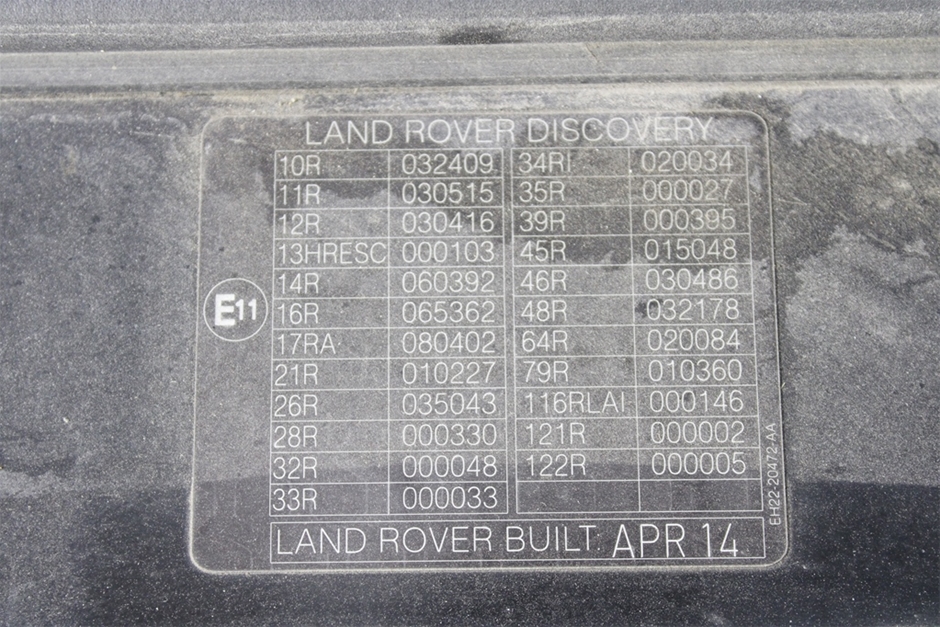 LAND ROVER DISCOVERY
10R 032409 34RI 020034
11R 030515 35R 000027
12R 030416 39R 000395
13HRESC 000103 45R 015048
14R 060392 46R 030486
E11
16R 065362 48R 032178
17RA 080402 64R 020084
21R 010227 79R 010360
26R 035043 116RLAI 000146
28R 000330 121R 000002
32R 000048 122R 000005
33R 000033
EH22-20472-AA
LAND ROVER BUILT: APR 14